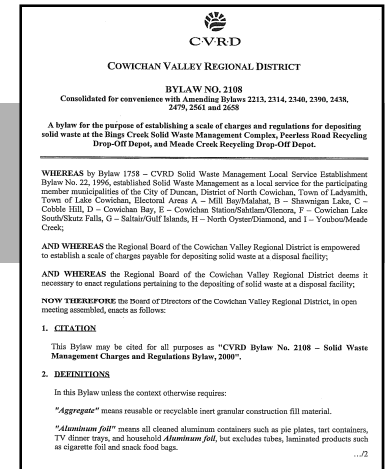 CVRD
COWICHAN VALLEY REGIONAL DISTRICT
BYLAW NO. 2108
Consolidated for convenience with Amending Bylaws 2213, 2314, 2340, 2390, 2438,
2479, 2561 and 2658
A bylaw for the purpose of establishing a scale of charges and regulations for depositing
solid waste at the Bings Creek Solid Waste Management Complex, Peerless Road Recycling
Drop-Off Depot, and Meade Creek Recycling Drop-Off Depot.
WHEREAS by Bylaw 1758 – CVRD Solid Waste Management Local Service Establishment
Bylaw No. 22, 1996, established Solid Waste Management as a local service for the participating
member municipalities of the City of Duncan, District of North Cowichan, Town of Ladysmith,
Town of Lake Cowichan, Electoral Areas A – Mill Bay/Malahat, B – Shawnigan Lake, C –
Cobble Hill, D – Cowichan Bay, E – Cowichan Station/Sahtlam/Glenora, F – Cowichan Lake
South/Skutz Falls, G – Saltair/Gulf Islands, H – North Oyster/Diamond, and I – Youbou/Meade
Creek;
AND WHEREAS the Regional Board of the Cowichan Valley Regional District is empowered
to establish a scale of charges payable for depositing solid waste at a disposal facility;
AND WHEREAS the Regional Board of the Cowichan Valley Regional District deems it
necessary to enact regulations pertaining to the depositing of solid waste at a disposal facility;
NOW THEREFORE the Board of Directors of the Cowichan Valley Regional District, in open
meeting assembled, enacts as follows:
1. CITATION
This Bylaw may be cited for all purposes as "CVRD Bylaw No. 2108 – Solid Waste
Management Charges and Regulations Bylaw, 2000".
2. DEFINITIONS
In this Bylaw unless the context otherwise requires:
"Aggregate" means reusable or recyclable inert granular construction fill material.
"Aluminum foil" means all cleaned aluminum containers such as pie plates, tart containers,
TV dinner trays, and household Aluminum foil, but excludes tubes, laminated products such
as cigarette foil and snack food bags.
.../2